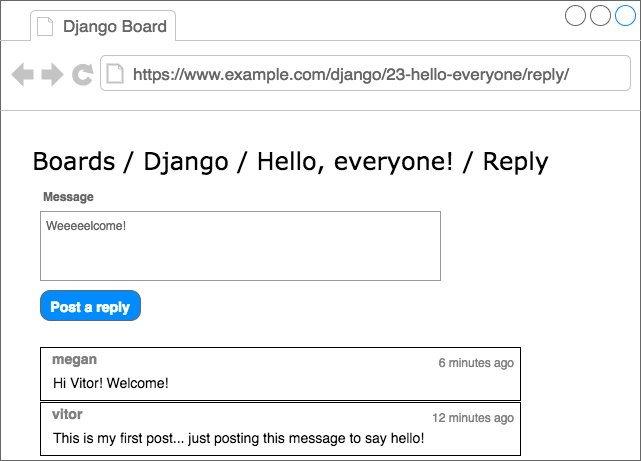 Django Board
https://www.example.com/django/23-hello-everyone/reply/
Boards / Django / Hello, everyone! / Reply
Message
Weeeeelcome!
Post a reply
megan
6 minutes ago
Hi Vitor! Welcome!
vitor
12 minutes ago
This is my first post... just posting this message to say hello!